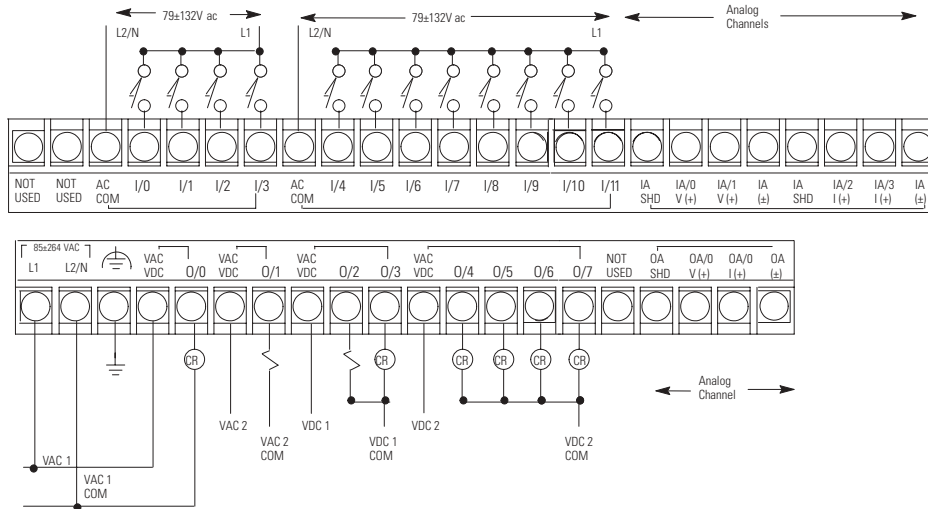 79±132V ac
79±132V ac
Analog
Channels
L2/N
L1
L2/N
L1
NOT
USED
NOT
USED
AC
COM
I/0
I/1
I/2
I/3
AC
COM
I/4
I/5
I/6
I/7
I/8
I/9
I/10
I/11
IA
SHD
IA/0
V (+)
IA/1
V (+)
IA
(±)
IA
SHD
IA/2
I (+)
IA/3
I (+)
IA
(±)
85±264 VAC
L1
L2/N
VAC
VDC
O/0
VAC
VDC
O/1
VAC
VDC
O/2
O/3
VAC
VDC
O/4
O/5
O/6
O/7
NOT
USED
OA
SHD
OA/0
V (+)
OA/0
I (+)
OA
(±)
CR
CR
CR
CR
CR
CR
Analog
Channel
VAC 2
VAC 2
COM
VDC 1
VDC 1
COM
VDC 2
VDC 2
COM
VAC 1
VAC 1
COM